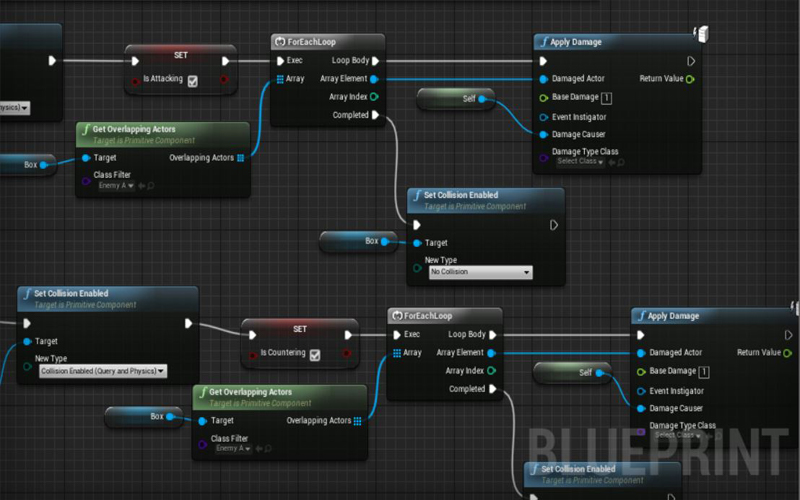 SET
ForEachLoop
Apply Damage
Exec
Loop Body
Is Attacking
Array
Array Element
Damaged Actor
Return Value
Array Index
Self
Base Damage
1
Completed
Event Instigator
Get Overlapping Actors
Target is Primitive Component
Damage Causer
Box
Target
Overlapping Actors
Damage Type Class
Select Class
Class Filter
Enemy A
Set Collision Enabled
Target is Primitive Component
Box
Target
New Type
No Collision
Set Collision Enabled
Target is Primitive Component
SET
ForEachLoop
Apply Damage
Target
Exec
Loop Body
New Type
Is Countering
Array
Array Element
Damaged Actor
Return Value
Collision Enabled (Query and Physics)
Array Index
Self
Base Damage
1
Completed
Event Instigator
Get Overlapping Actors
Target is Primitive Component
Damage Causer
Box
Target
Overlapping Actors
Damage Type Class
Select Class
Class Filter
Enemy A
BLUEPRINT
Set Collision Enabled
Target is Primitive Component